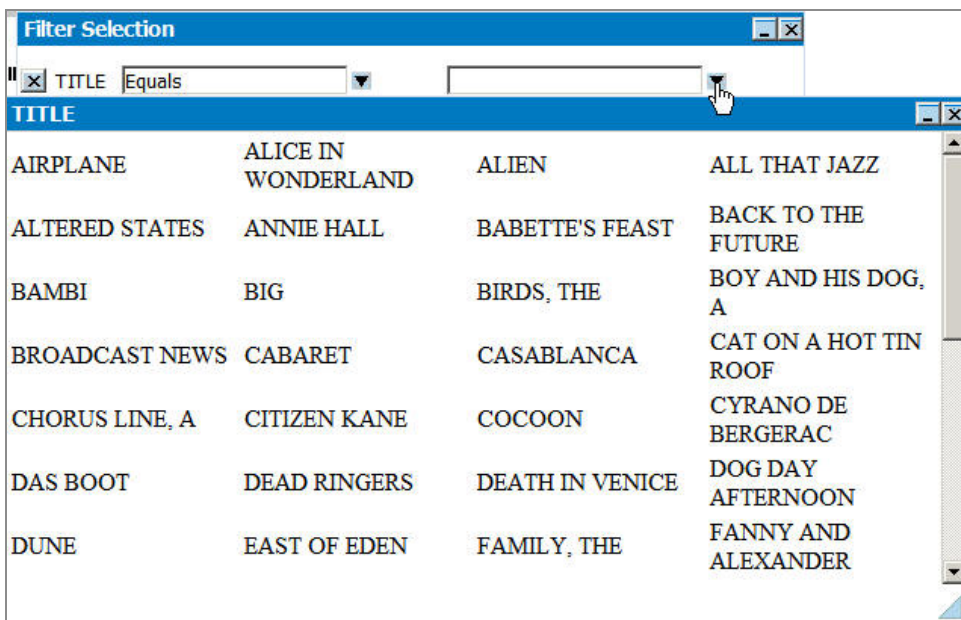 Filter Selection
TITLE Equals
TITLE
AIRPLANE ALICE IN WONDERLAND ALIEN ALL THAT JAZZ
ALTERED STATES ANNIE HALL BABETTE'S FEAST BACK TO THE FUTURE
BAMBI BIG BIRDS, THE BOY AND HIS DOG, A
BROADCAST NEWS CABARET CASABLANCA CAT ON A HOT TIN ROOF
CHORUS LINE, A CITIZEN KANE COCOON CYRANO DE BERGERAC
DAS BOOT DEAD RINGERS DEATH IN VENICE DOG DAY AFTERNOON
DUNE EAST OF EDEN FAMILY, THE FANNY AND ALEXANDER